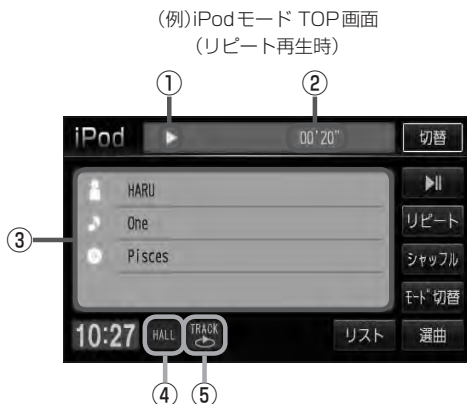 (例)iPodモード TOP画面
(リピート再生時)
① ②
iPod 00'20" 切替
HARU
リピート
③ One
Pisces シャッフル
モード切替
10:27 HALL TRACK リスト 選曲
④ ⑤